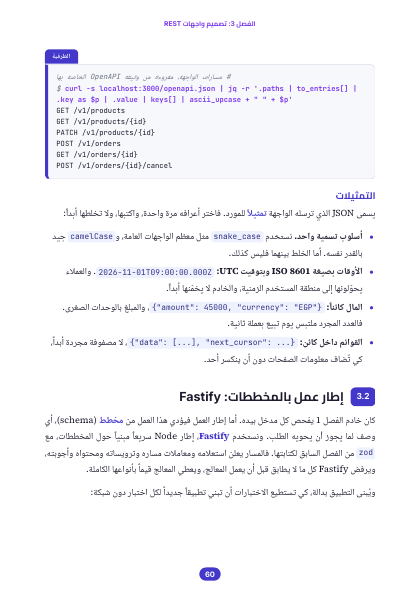 الفصل 3: تصميم واجهات REST
الطرفية
# مسارات الواجهة، مقروءة من وثيقة OpenAPI الخاصة بها
$ curl -s localhost:3000/openapi.json | jq -r '.paths | to_entries[] |
.key as $p | .value | keys[] | ascii_upcase + " " + $p'
GET /v1/products
GET /v1/products/{id}
PATCH /v1/products/{id}
POST /v1/orders
GET /v1/orders/{id}
POST /v1/orders/{id}/cancel
التمثيلات
يسمى JSON الذي ترسله الواجهة تمثيلاً للمورد. فاختر أعرافه مرة واحدة، واكتبها، ولا تخلطها أبداً:
• أسلوب تسمية واحد. نستخدم snake_case مثل معظم الواجهات العامة، و camelCase جيد
بالقدر نفسه. أما الخلط بينهما فليس كذلك.
• الأوقات بصيغة ISO 8601 وبتوقيت UTC: 2026-11-01T09:00:00.000Z. والعملاء
يحوّلونها إلى منطقة المستخدم الزمنية، والخادم لا يخمّنها أبداً.
• المال كائناً: {"amount": 45000, "currency": "EGP"} والمبلغ بالوحدات الصغرى.
فالعدد المجرد ملتبس يوم تبيع بعملة ثانية.
• القوائم داخل كائن: {"data": [...], "next_cursor": ...}، لا مصفوفة مجردة أبداً،
كي تُضاف معلومات الصفحات دون أن ينكسر أحد.
3.2 إطار عمل بالمخططات: Fastify
كان خادم الفصل 1 يفحص كل مدخل بيده. أما إطار العمل فيؤدي هذا العمل من مخطط (schema)، أي
وصف لما يجوز أن يحويه الطلب. ونستخدم Fastify، إطار Node سريعاً مبنياً حول المخططات، مع
zod من الفصل السابق لكتابتها. فالمسار يعلن استعلامه ومعاملات مساره وترويساته ومحتواه وأجوبته،
ويرفض Fastify كل ما لا يطابق قبل أن يعمل المعالج، ويعطي المعالج قيماً بأنواعها الكاملة.
ويُبنى التطبيق بدالة، كي تستطيع الاختبارات أن تبني تطبيقاً جديداً لكل اختبار دون شبكة:
60